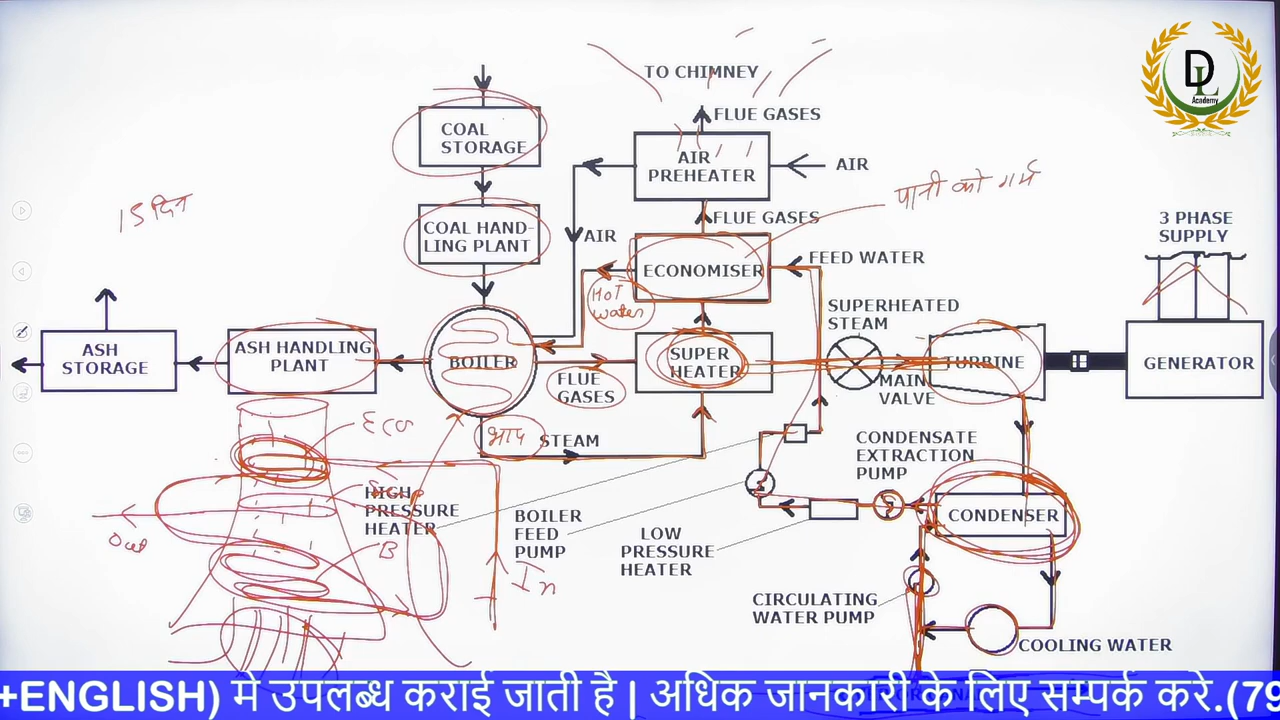 TO CHIMNEY
FLUE GASES
D
L
Academy
COAL
STORAGE
AIR
PREHEATER
AIR
पानी को गर्म
15 दिन
COAL HAND-
LING PLANT
FLUE GASES
AIR
3 PHASE
SUPPLY
ECONOMISER
FEED WATER
HoT
water
SUPERHEATED
STEAM
ASH
STORAGE
ASH HANDLING
PLANT
BOILER
SUPER
HEATER
TURBINE
GENERATOR
FLUE
GASES
MAIN
VALVE
भाप
STEAM
Eco
CONDENSATE
EXTRACTION
PUMP
HIGH
PRESSURE
HEATER
BOILER
FEED
PUMP
LOW
PRESSURE
HEATER
CONDENSER
Out
B
In
CIRCULATING
WATER PUMP
COOLING WATER
+ENGLISH) में उपलब्ध कराई जाती है | अधिक जानकारी के लिए सम्पर्क करे.(79